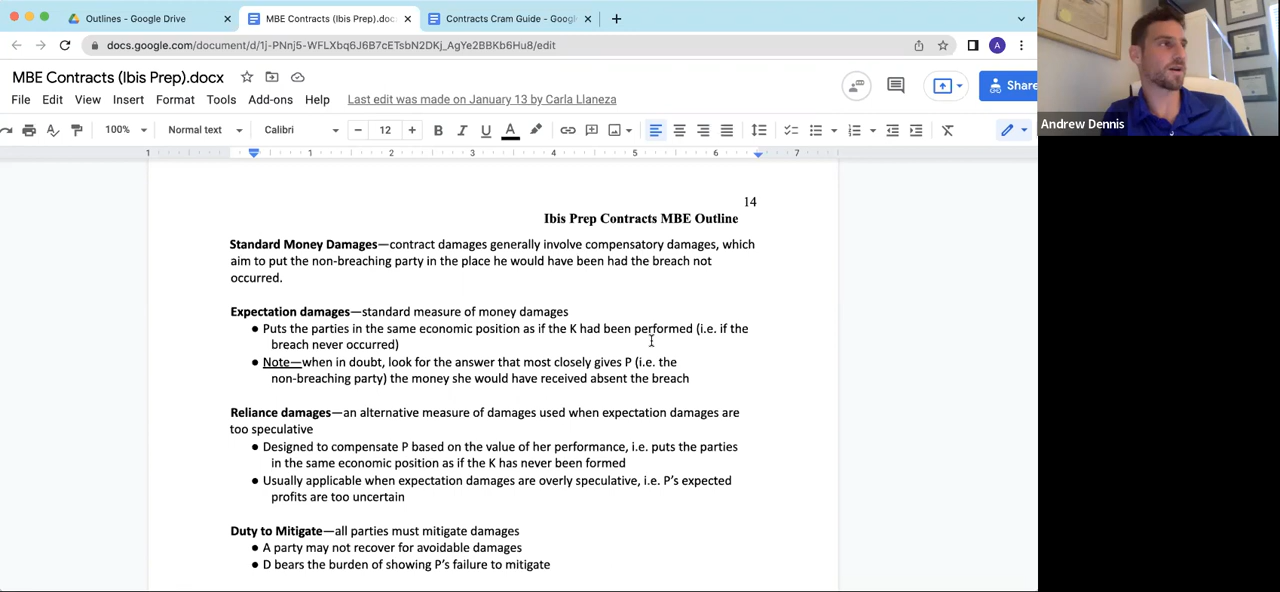 Outlines - Google Drive
MBE Contracts (Ibis Prep).doc
Contracts Cram Guide - Goog
docs.google.com/document/d/1j-PNnj5-WFLXbq6J6B7cETsbN2DKj_AgYe2BBKb6Hu8/edit
A
MBE Contracts (Ibis Prep).docx
File Edit View Insert Format Tools Add-ons Help Last edit was made on January 13 by Carla Llaneza
Share
100% Normal text Calibri 12 B I U A
1 1 2 3 4 5 6 7
Andrew Dennis
14
Ibis Prep Contracts MBE Outline
Standard Money Damages—contract damages generally involve compensatory damages, which
aim to put the non-breaching party in the place he would have been had the breach not
occurred.
Expectation damages—standard measure of money damages
● Puts the parties in the same economic position as if the K had been performed (i.e. if the
breach never occurred)
● Note—when in doubt, look for the answer that most closely gives P (i.e. the
non-breaching party) the money she would have received absent the breach
Reliance damages—an alternative measure of damages used when expectation damages are
too speculative
● Designed to compensate P based on the value of her performance, i.e. puts the parties
in the same economic position as if the K has never been formed
● Usually applicable when expectation damages are overly speculative, i.e. P's expected
profits are too uncertain
Duty to Mitigate—all parties must mitigate damages
● A party may not recover for avoidable damages
● D bears the burden of showing P's failure to mitigate